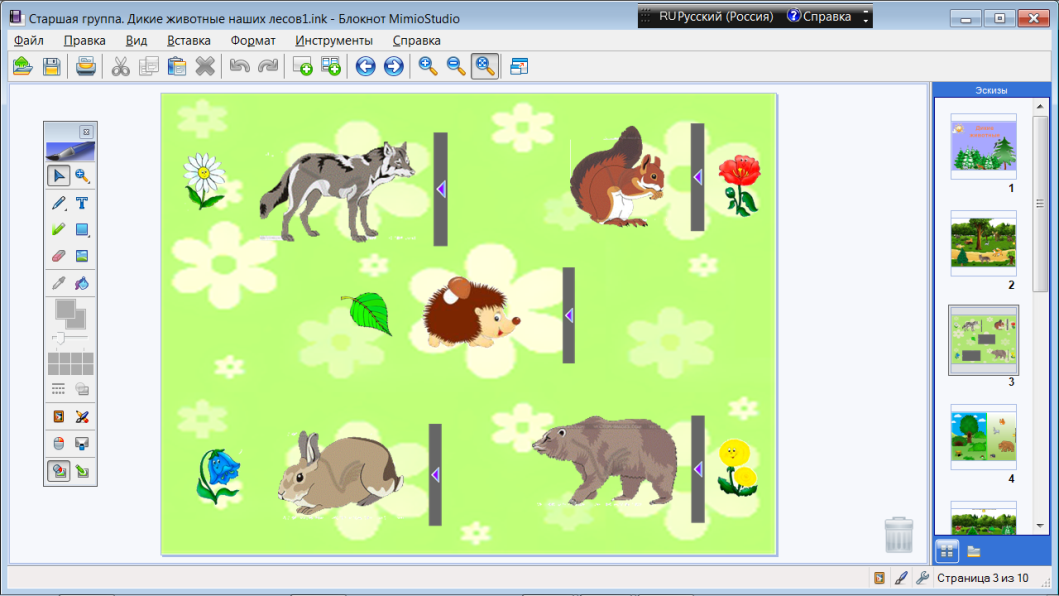 Старшая группа. Дикие животные наших лесов1.ink - Блокнот MimioStudio
RU Русский (Россия)
? Справка
Файл Правка Вид Вставка Формат Инструменты Справка
T
Эскизы
1
2
3
4
Страница 3 из 10